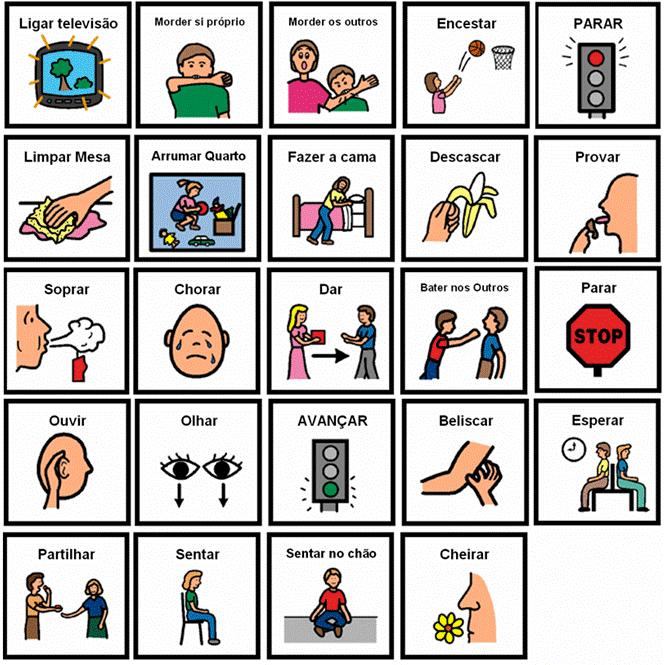 Ligar televisão
Morder si próprio
Morder os outros
Encestar
PARAR
Limpar Mesa
Arrumar Quarto
Fazer a cama
Descascar
Provar
Soprar
Chorar
Dar
Bater nos Outros
Parar
STOP
Ouvir
Olhar
AVANÇAR
Beliscar
Esperar
Partilhar
Sentar
Sentar no chão
Cheirar